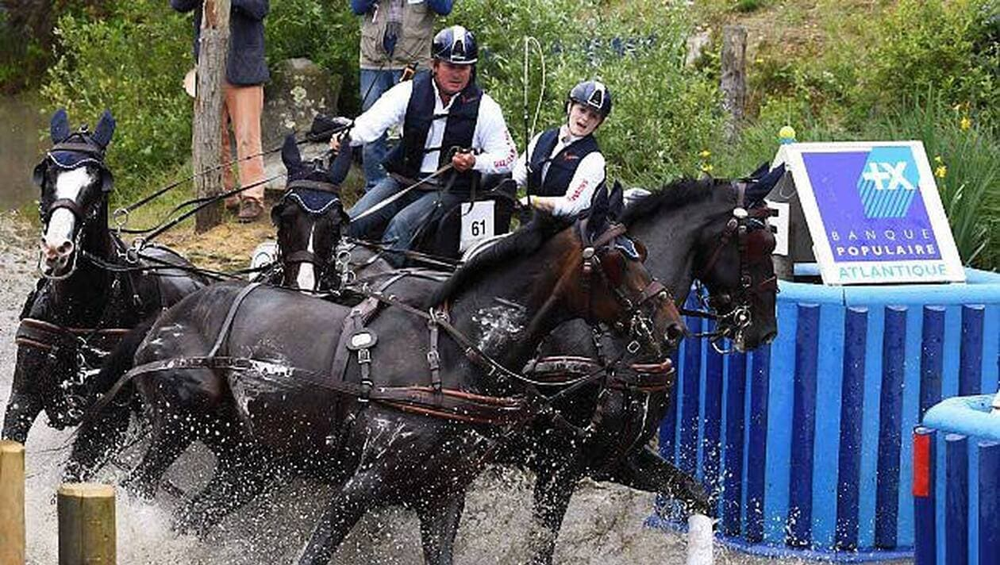 61
+X
BANQUE
POPULAIRE
ATLANTIQUE